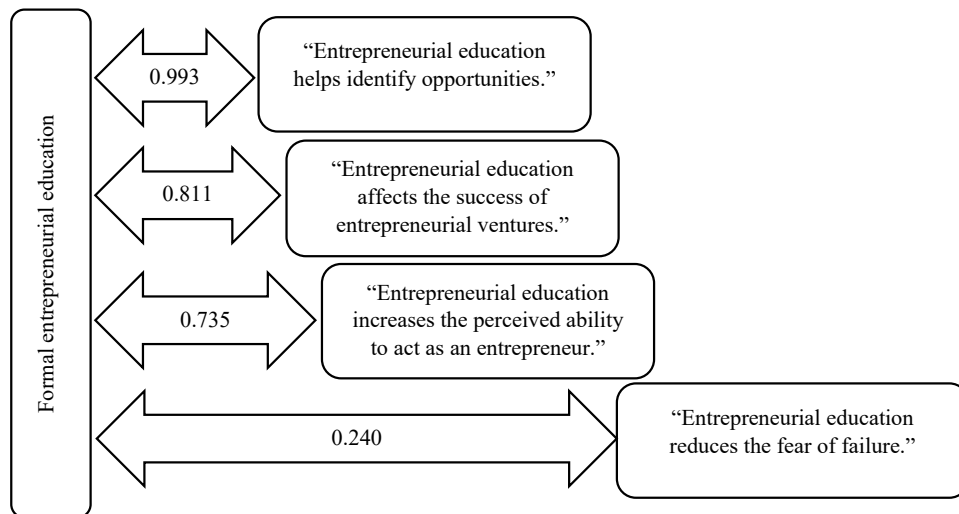 Formal entrepreneurial education
0.993
“Entrepreneurial education
helps identify opportunities.”
0.811
“Entrepreneurial education
affects the success of
entrepreneurial ventures.”
0.735
“Entrepreneurial education
increases the perceived ability
to act as an entrepreneur.”
0.240
“Entrepreneurial education
reduces the fear of failure.”